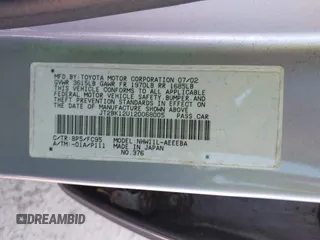 MFD.BY:TOYOTA MOTOR CORPORATION 07/02
GVWR 3615LB GAWR FR 1970LB RR 1685LB
THIS VEHICLE CONFORMS TO ALL APPLICABLE
FEDERAL MOTOR VEHICLE SAFETY, BUMPER, AND
THEFT PREVENTION STANDARDS IN EFFECT ON
THE DATE OF MANUFACTURE SHOWN ABOVE.
JT2BK12U120068005 PASS CAR
C/TR: 8P5/FC95 NHW11L-AEEEBA
A/TM:-01A/P111 MADE IN JAPAN
NO.376
DREAMBID